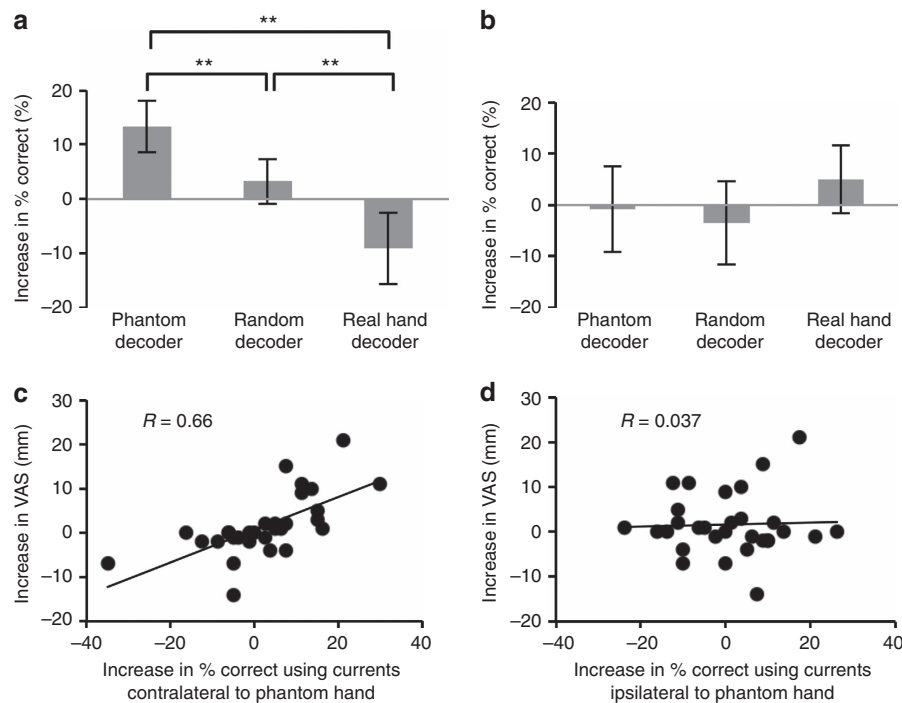 a
**
**
**
Increase in % correct (%)
20
10
0
–10
–20
Phantom
decoder
Random
decoder
Real hand
decoder
b
Increase in % correct (%)
20
10
0
–10
–20
Phantom
decoder
Random
decoder
Real hand
decoder
c
R = 0.66
Increase in VAS (mm)
30
20
10
0
–10
–20
–40
–20
0
20
40
Increase in % correct using currents
contralateral to phantom hand
d
R = 0.037
Increase in VAS (mm)
30
20
10
0
–10
–20
–40
–20
0
20
40
Increase in % correct using currents
ipsilateral to phantom hand